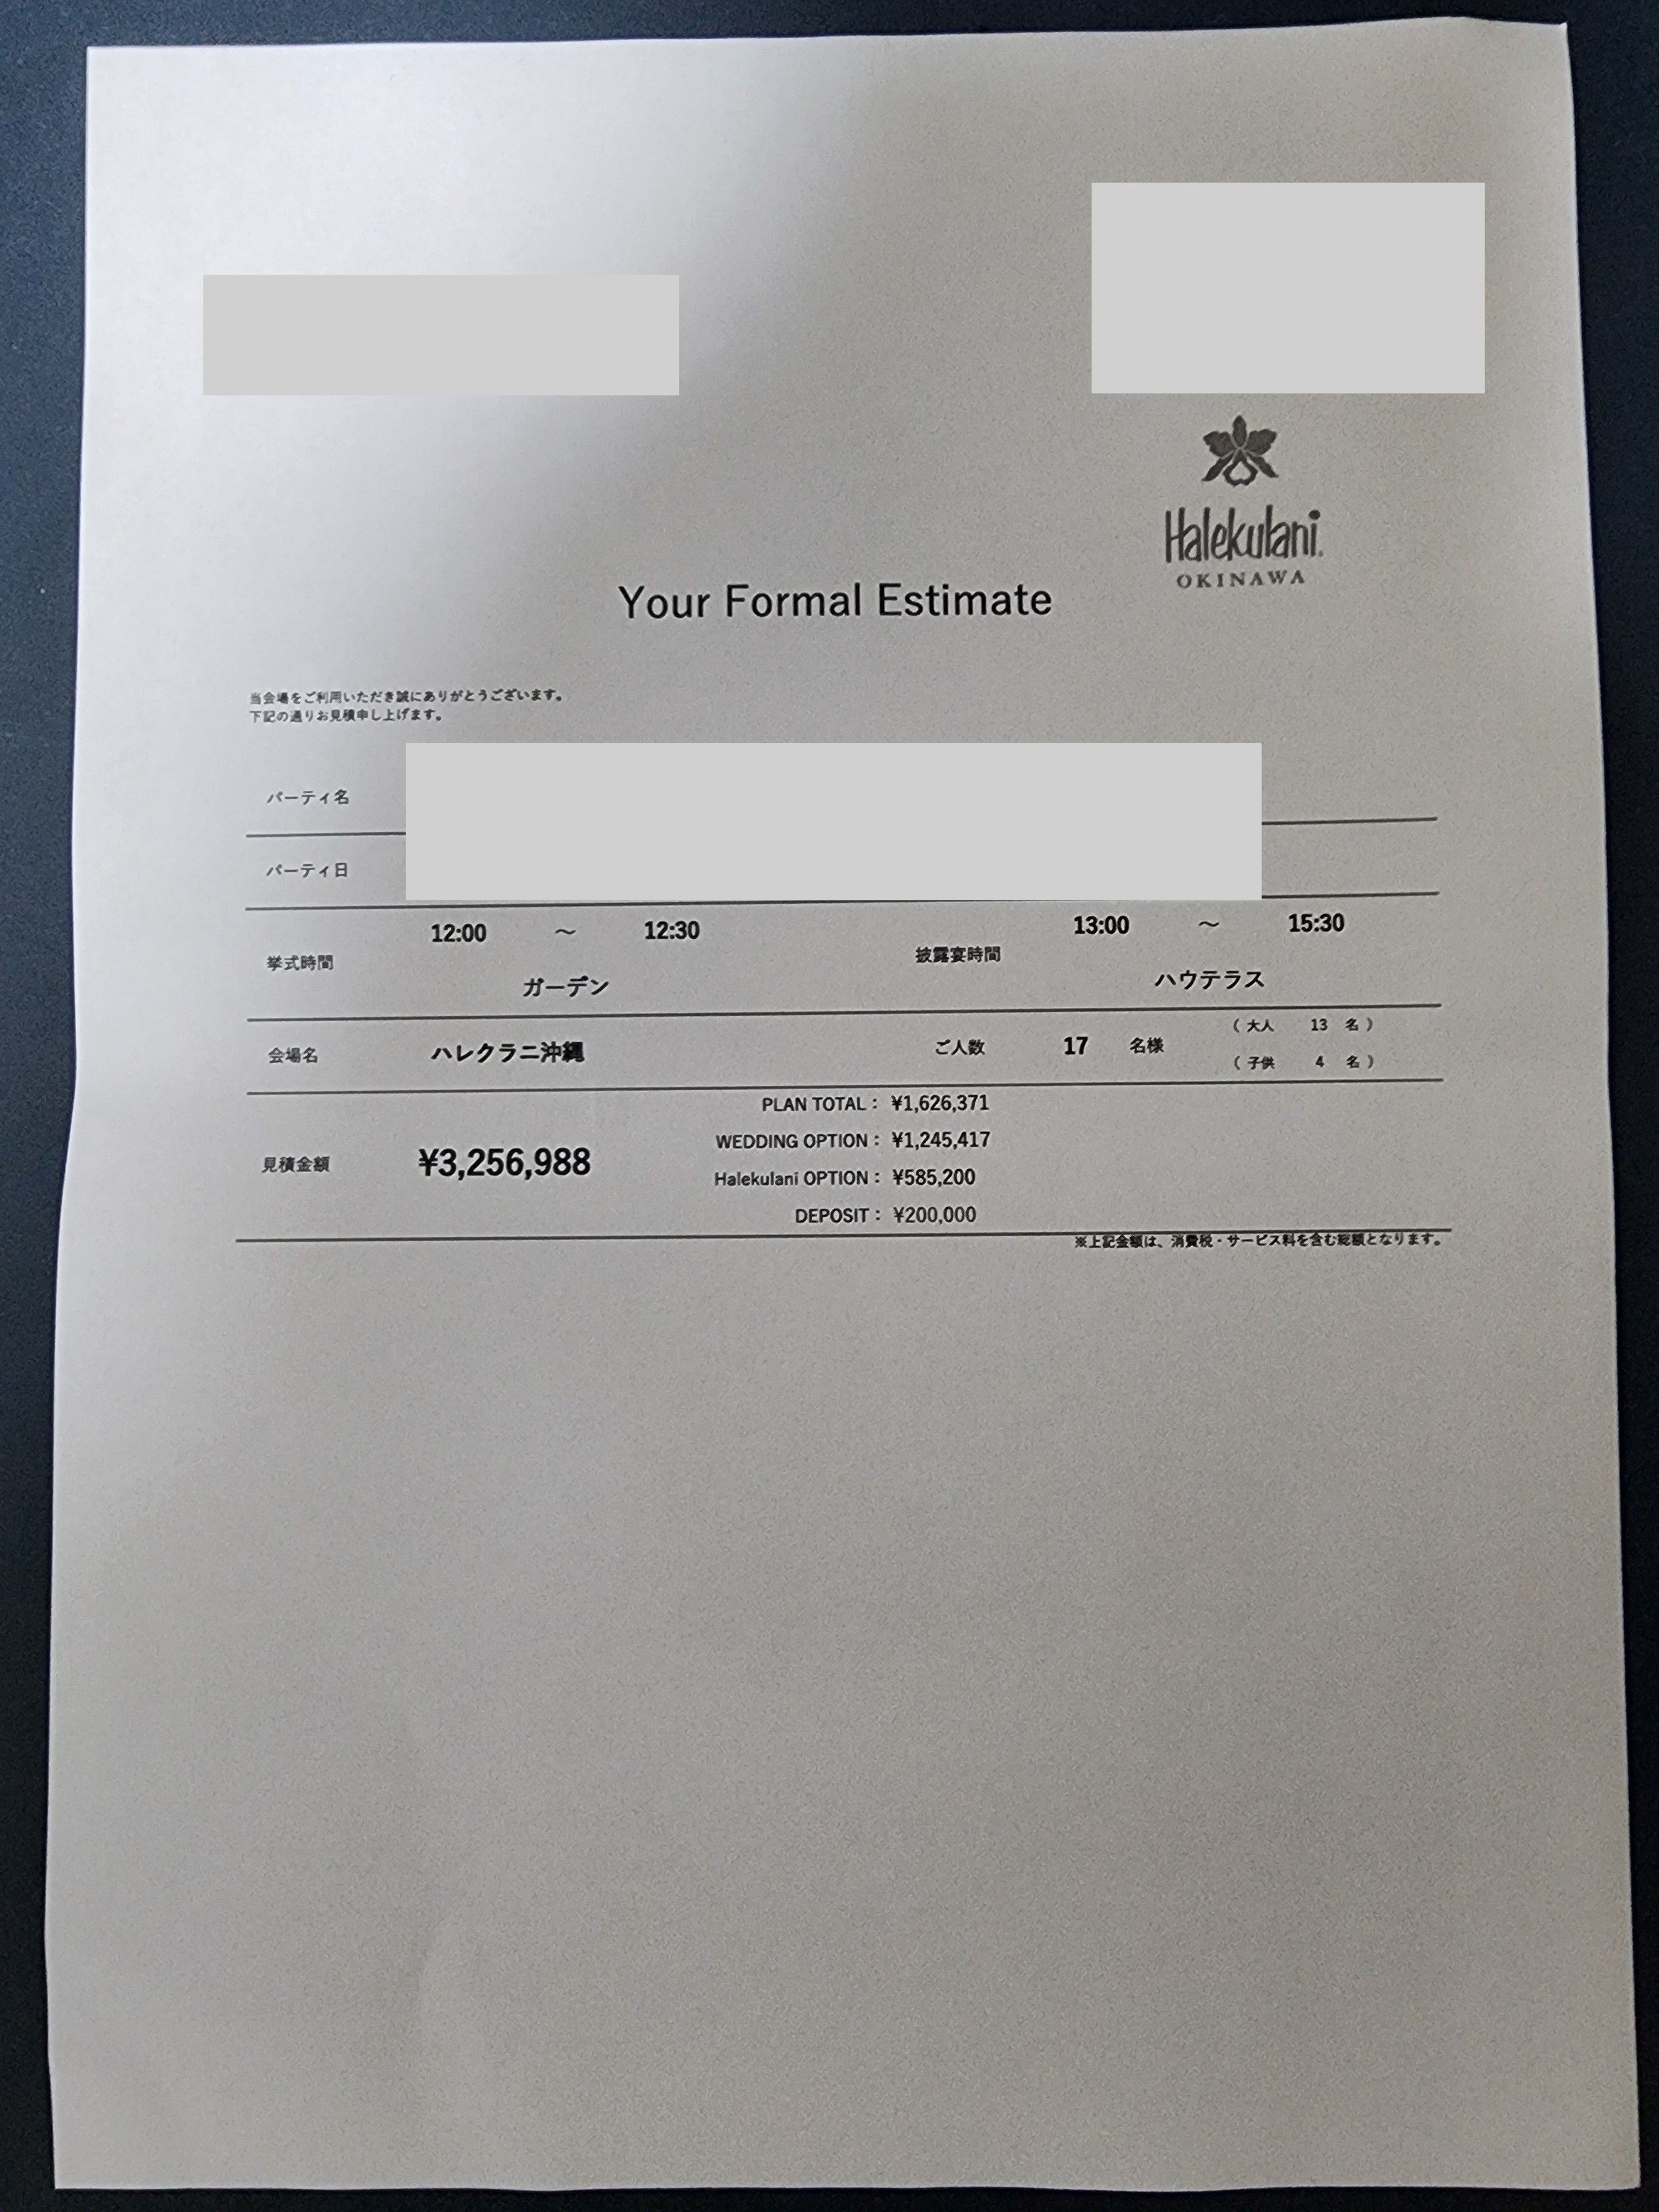 Halekulani
OKINAWA
Your Formal Estimate
当会場をご利用いただき誠にありがとうございます。
下記の通りお見積申し上げます。
パーティ名
パーティ日
挙式時間 12:00 ～ 12:30 ガーデン
披露宴時間 13:00 ～ 15:30 ハウテラス
会場名 ハレクラニ沖縄
ご人数 17 名様
（ 大人 13 名 ）
（ 子供 4 名 ）
見積金額 ¥3,256,988
PLAN TOTAL： ¥1,626,371
WEDDING OPTION： ¥1,245,417
Halekulani OPTION： ¥585,200
DEPOSIT： ¥200,000
※上記金額は、消費税・サービス料を含む総額となります。